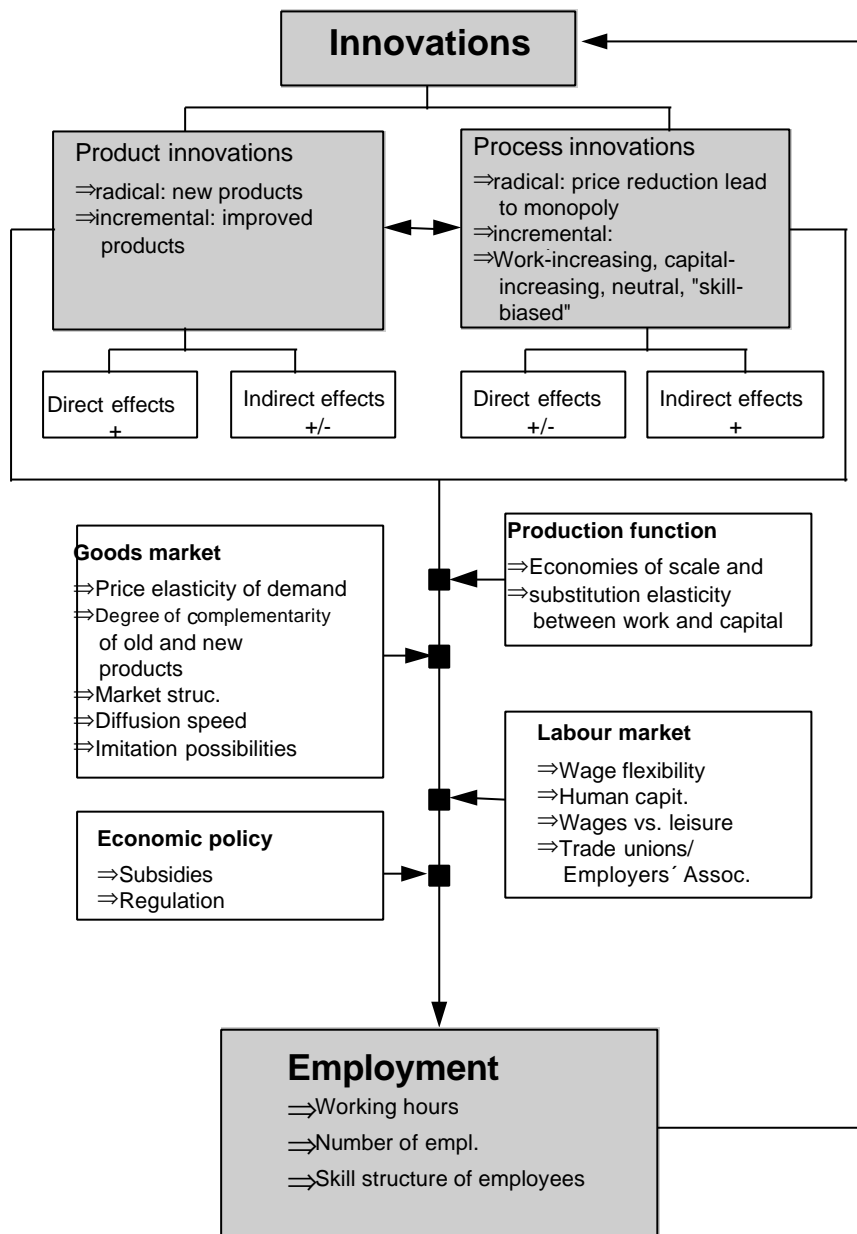 Innovations
Product innovations
⇒radical: new products
⇒incremental: improved
products
Process innovations
⇒radical: price reduction lead
to monopoly
⇒incremental:
⇒Work-increasing, capital-
increasing, neutral, "skill-
biased"
Direct effects
+
Indirect effects
+/-
Direct effects
+/-
Indirect effects
+
Goods market
⇒Price elasticity of demand
⇒Degree of complementarity
of old and new
products
⇒Market struc.
⇒Diffusion speed
⇒Imitation possibilities
Production function
⇒Economies of scale and
⇒substitution elasticity
between work and capital
Labour market
⇒Wage flexibility
⇒Human capit.
⇒Wages vs. leisure
⇒Trade unions/
Employers´ Assoc.
Economic policy
⇒Subsidies
⇒Regulation
Employment
⇒Working hours
⇒Number of empl.
⇒Skill structure of employees